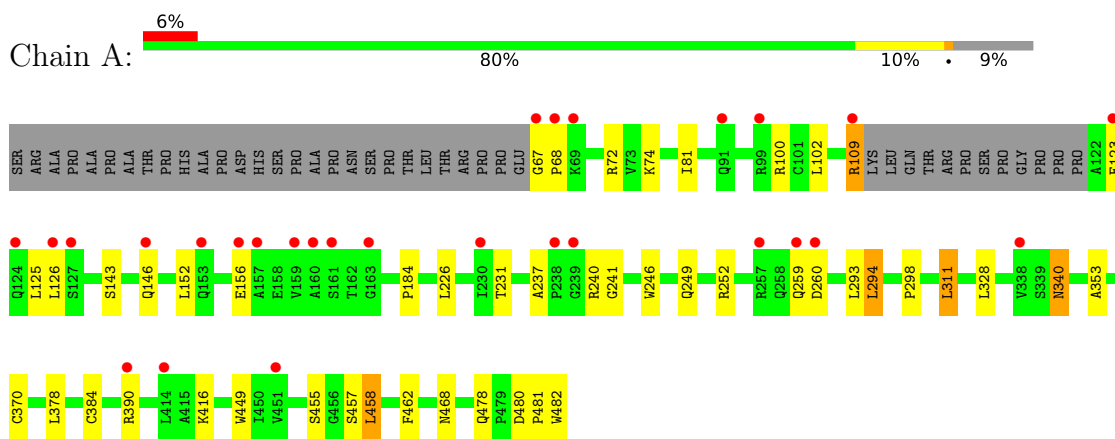 6%
Chain A:
80% 10% • 9%
SER ARG ALA PRO ALA PRO ALA THR PRO HIS ALA PRO ASP HIS SER PRO ALA PRO ASN SER PRO THR LEU THR ARG PRO PRO GLU G67 P68 K69 R72 V73 K74 I81 Q91 R99 R100 C101 L102 R109 LYS LEU GLN THR ARG PRO SER PRO GLY PRO PRO PRO A122 E123
Q124 L125 L126 S127 S143 Q146 L152 Q153 E156 A157 E158 V159 A160 S161 T162 G163 P184 L226 I230 T231 A237 P238 G239 R240 G241 W246 Q249 R252 R257 Q258 Q259 D260 L293 L294 P298 L311 L328 V338 S339 N340 A353
C370 L378 C384 R390 L414 A415 K416 W449 I450 V451 S455 G456 S457 L458 F462 N468 Q478 P479 D480 P481 W482